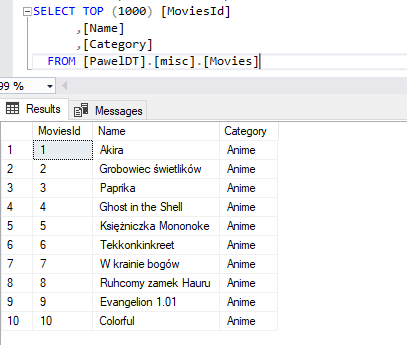 SELECT TOP (1000) [MoviesId]
,[Name]
,[Category]
FROM [PawelDT].[misc].[Movies]
99 %
Results Messages
MoviesId Name Category
1 1 Akira Anime
2 2 Grobowiec świetlików Anime
3 3 Paprika Anime
4 4 Ghost in the Shell Anime
5 5 Księżniczka Mononoke Anime
6 6 Tekkonkinkreet Anime
7 7 W krainie bogów Anime
8 8 Ruhcomy zamek Hauru Anime
9 9 Evangelion 1.01 Anime
10 10 Colorful Anime